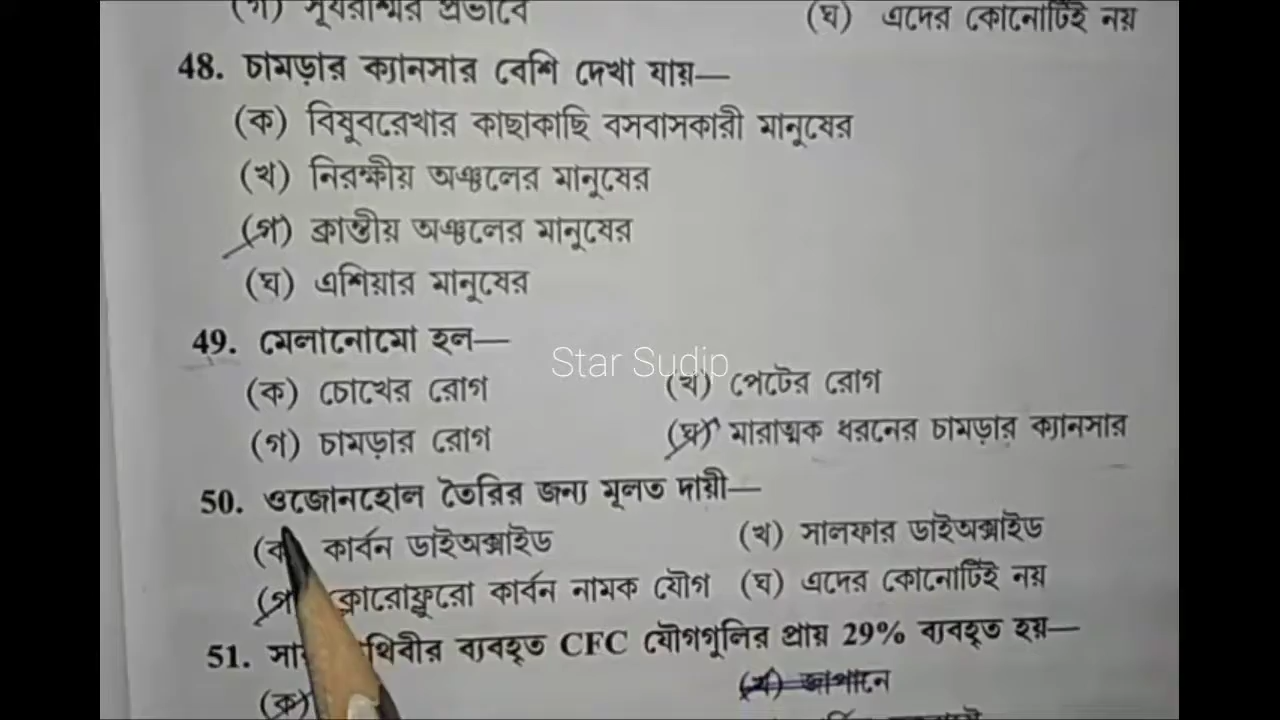 (গ) সূর্যরশ্মির প্রভাবে (ঘ) এদের কোনোটিই নয়
48. চামড়ার ক্যানসার বেশি দেখা যায়—
(ক) বিষুবরেখার কাছাকাছি বসবাসকারী মানুষের
(খ) নিরক্ষীয় অঞ্চলের মানুষের
(গ) ক্রান্তীয় অঞ্চলের মানুষের
(ঘ) এশিয়ার মানুষের
49. মেলানোমো হল—
Star Sudip
(ক) চোখের রোগ (খ) পেটের রোগ
(গ) চামড়ার রোগ (ঘ) মারাত্মক ধরনের চামড়ার ক্যানসার
50. ওজোনহোল তৈরির জন্য মূলত দায়ী—
(ক) কার্বন ডাইঅক্সাইড (খ) সালফার ডাইঅক্সাইড
(গ) ক্লোরোফ্লুরো কার্বন নামক যৌগ (ঘ) এদের কোনোটিই নয়
51. ব্যবহৃত CFC যৌগগুলির প্রায় 29% ব্যবহৃত হয়—
(ক) (খ) জাপানে